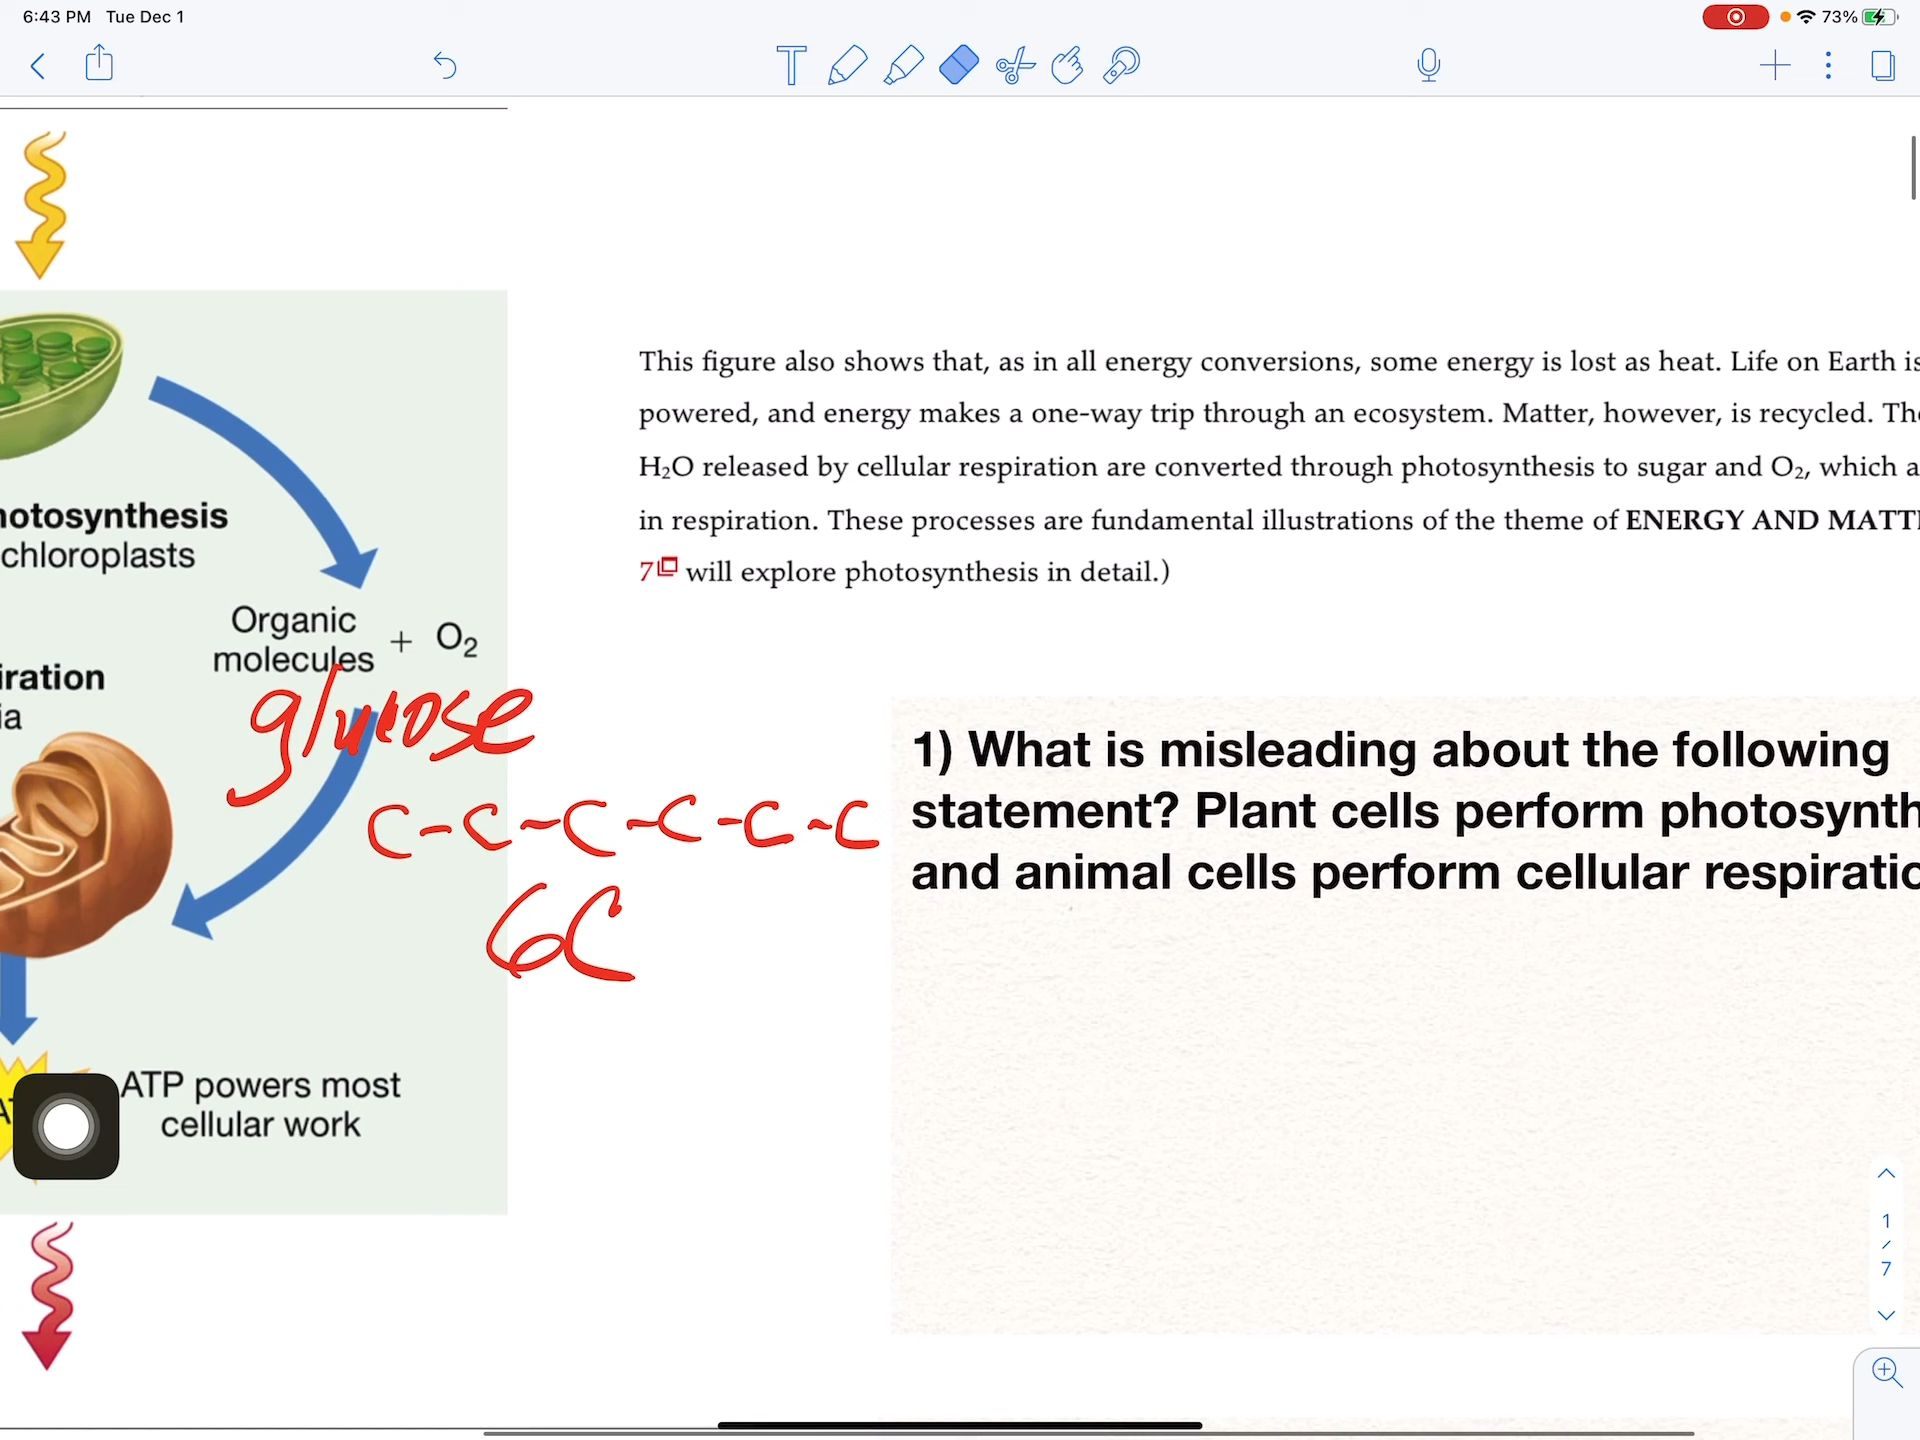 6:43 PM Tue Dec 1
73%
This figure also shows that, as in all energy conversions, some energy is lost as heat. Life on Earth is
powered, and energy makes a one-way trip through an ecosystem. Matter, however, is recycled. The
H₂O released by cellular respiration are converted through photosynthesis to sugar and O₂, which a
in respiration. These processes are fundamental illustrations of the theme of ENERGY AND MATT
7 will explore photosynthesis in detail.)
otosynthesis
chloroplasts
Organic
molecules + O₂
iration
ia
glucose
C-C-C-C-C-C
6C
ATP powers most
cellular work
1) What is misleading about the following
statement? Plant cells perform photosynth
and animal cells perform cellular respiratio
1
/
7